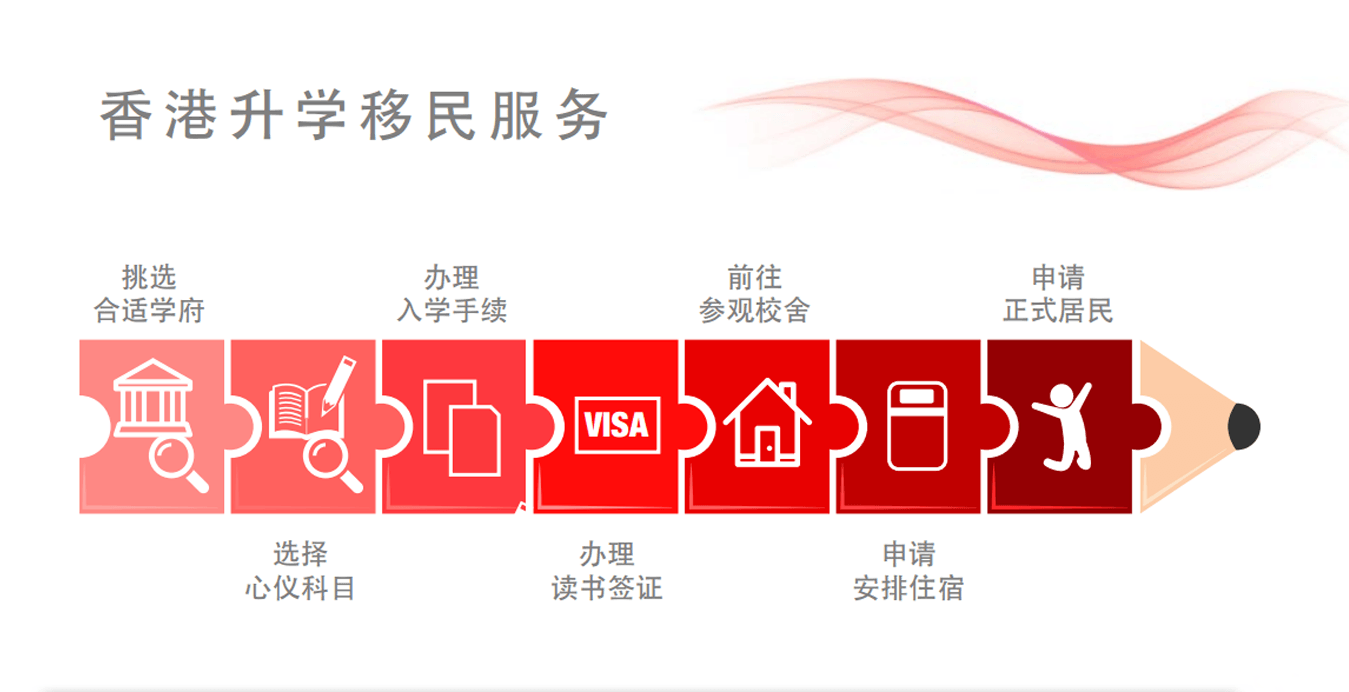 香港升学移民服务
挑选
合适学府
办理
入学手续
前往
参观校舍
申请
正式居民
VISA
选择
心仪科目
办理
读书签证
申请
安排住宿